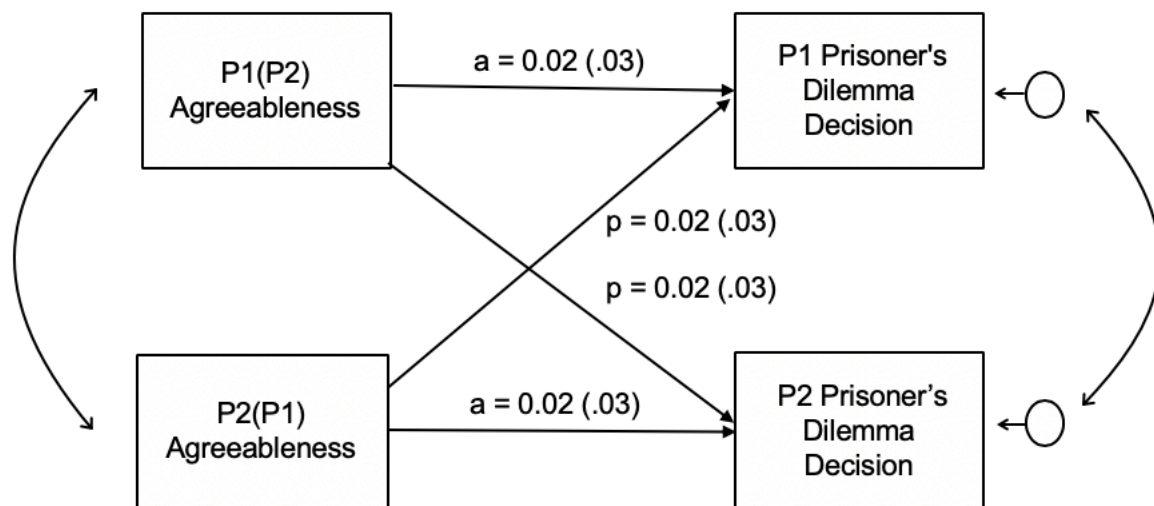 P1(P2)
Agreeableness
a = 0.02 (.03)
P1 Prisoner's
Dilemma
Decision
p = 0.02 (.03)
p = 0.02 (.03)
P2(P1)
Agreeableness
a = 0.02 (.03)
P2 Prisoner’s
Dilemma
Decision